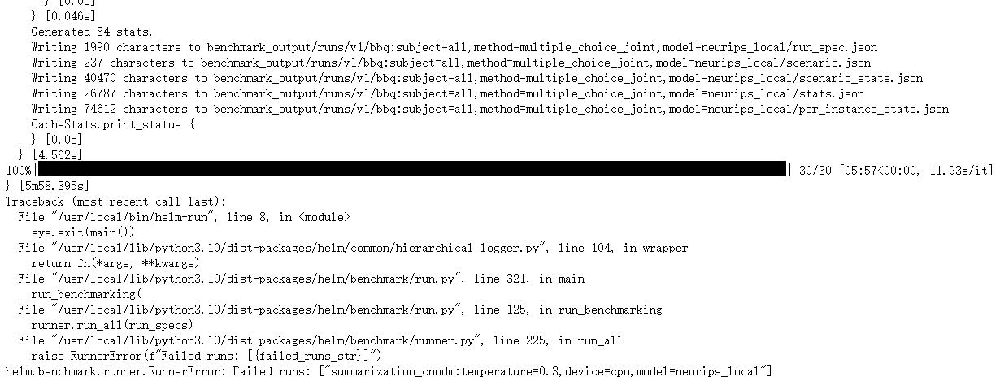 } [0.0s]
} [0.046s]
Generated 84 stats.
Writing 1990 characters to benchmark_output/runs/v1/bbq:subject=all,method=multiple_choice_joint,model=neurips_local/run_spec.json
Writing 237 characters to benchmark_output/runs/v1/bbq:subject=all,method=multiple_choice_joint,model=neurips_local/scenario.json
Writing 40470 characters to benchmark_output/runs/v1/bbq:subject=all,method=multiple_choice_joint,model=neurips_local/scenario_state.json
Writing 26787 characters to benchmark_output/runs/v1/bbq:subject=all,method=multiple_choice_joint,model=neurips_local/stats.json
Writing 74612 characters to benchmark_output/runs/v1/bbq:subject=all,method=multiple_choice_joint,model=neurips_local/per_instance_stats.json
CacheStats.print_status {
} [0.0s]
} [4.562s]
100%| | 30/30 [05:57<00:00, 11.93s/it]
} [5m58.395s]
Traceback (most recent call last):
File "/usr/local/bin/helm-run", line 8, in <module>
sys.exit(main())
File "/usr/local/lib/python3.10/dist-packages/helm/common/hierarchical_logger.py", line 104, in wrapper
return fn(*args, **kwargs)
File "/usr/local/lib/python3.10/dist-packages/helm/benchmark/run.py", line 321, in main
run_benchmarking(
File "/usr/local/lib/python3.10/dist-packages/helm/benchmark/run.py", line 125, in run_benchmarking
runner.run_all(run_specs)
File "/usr/local/lib/python3.10/dist-packages/helm/benchmark/runner.py", line 225, in run_all
raise RunnerError(f"Failed runs: [{failed_runs_str}]")
helm.benchmark.runner.RunnerError: Failed runs: ["summarization_cnndm:temperature=0.3,device=cpu,model=neurips_local"]